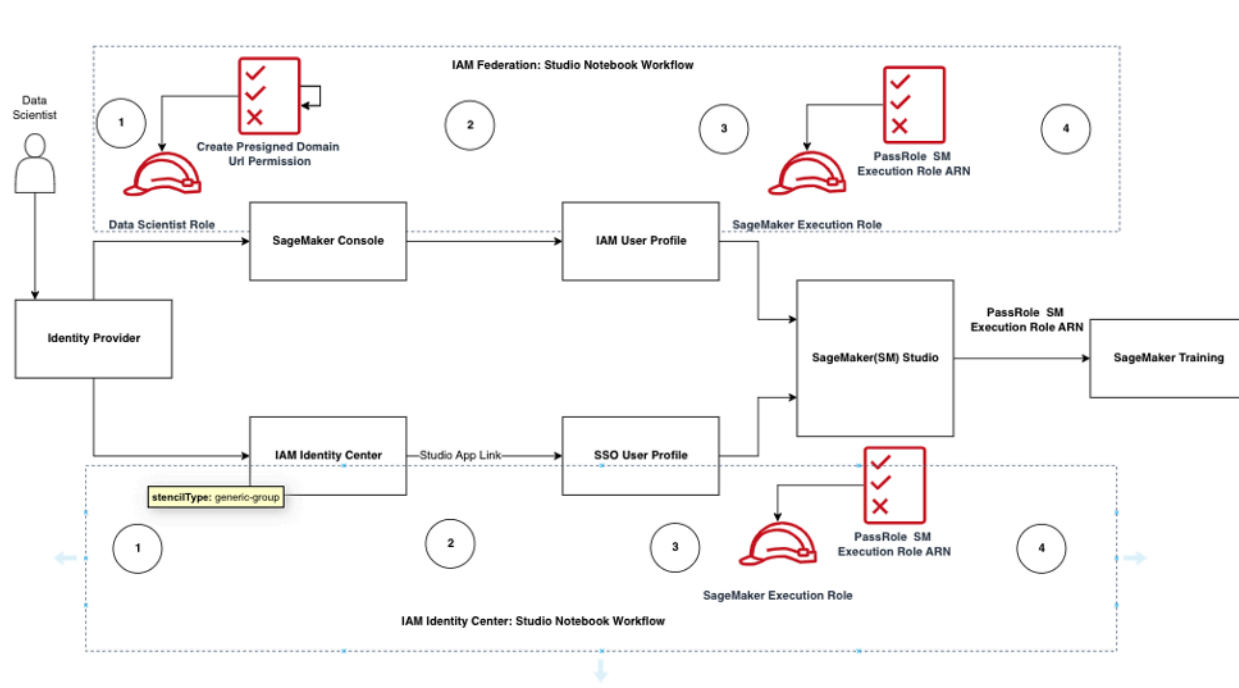 IAM Federation: Studio Notebook Workflow
Data
Scientist
1
2
3
4
Create Presigned Domain
Url Permission
PassRole SM
Execution Role ARN
Data Scientist Role
SageMaker Execution Role
SageMaker Console
IAM User Profile
Identity Provider
PassRole SM
Execution Role ARN
SageMaker(SM) Studio
SageMaker Training
IAM Identity Center
Studio App Link
SSO User Profile
stencilType: generic-group
1
2
3
4
PassRole SM
Execution Role ARN
SageMaker Execution Role
IAM Identity Center: Studio Notebook Workflow